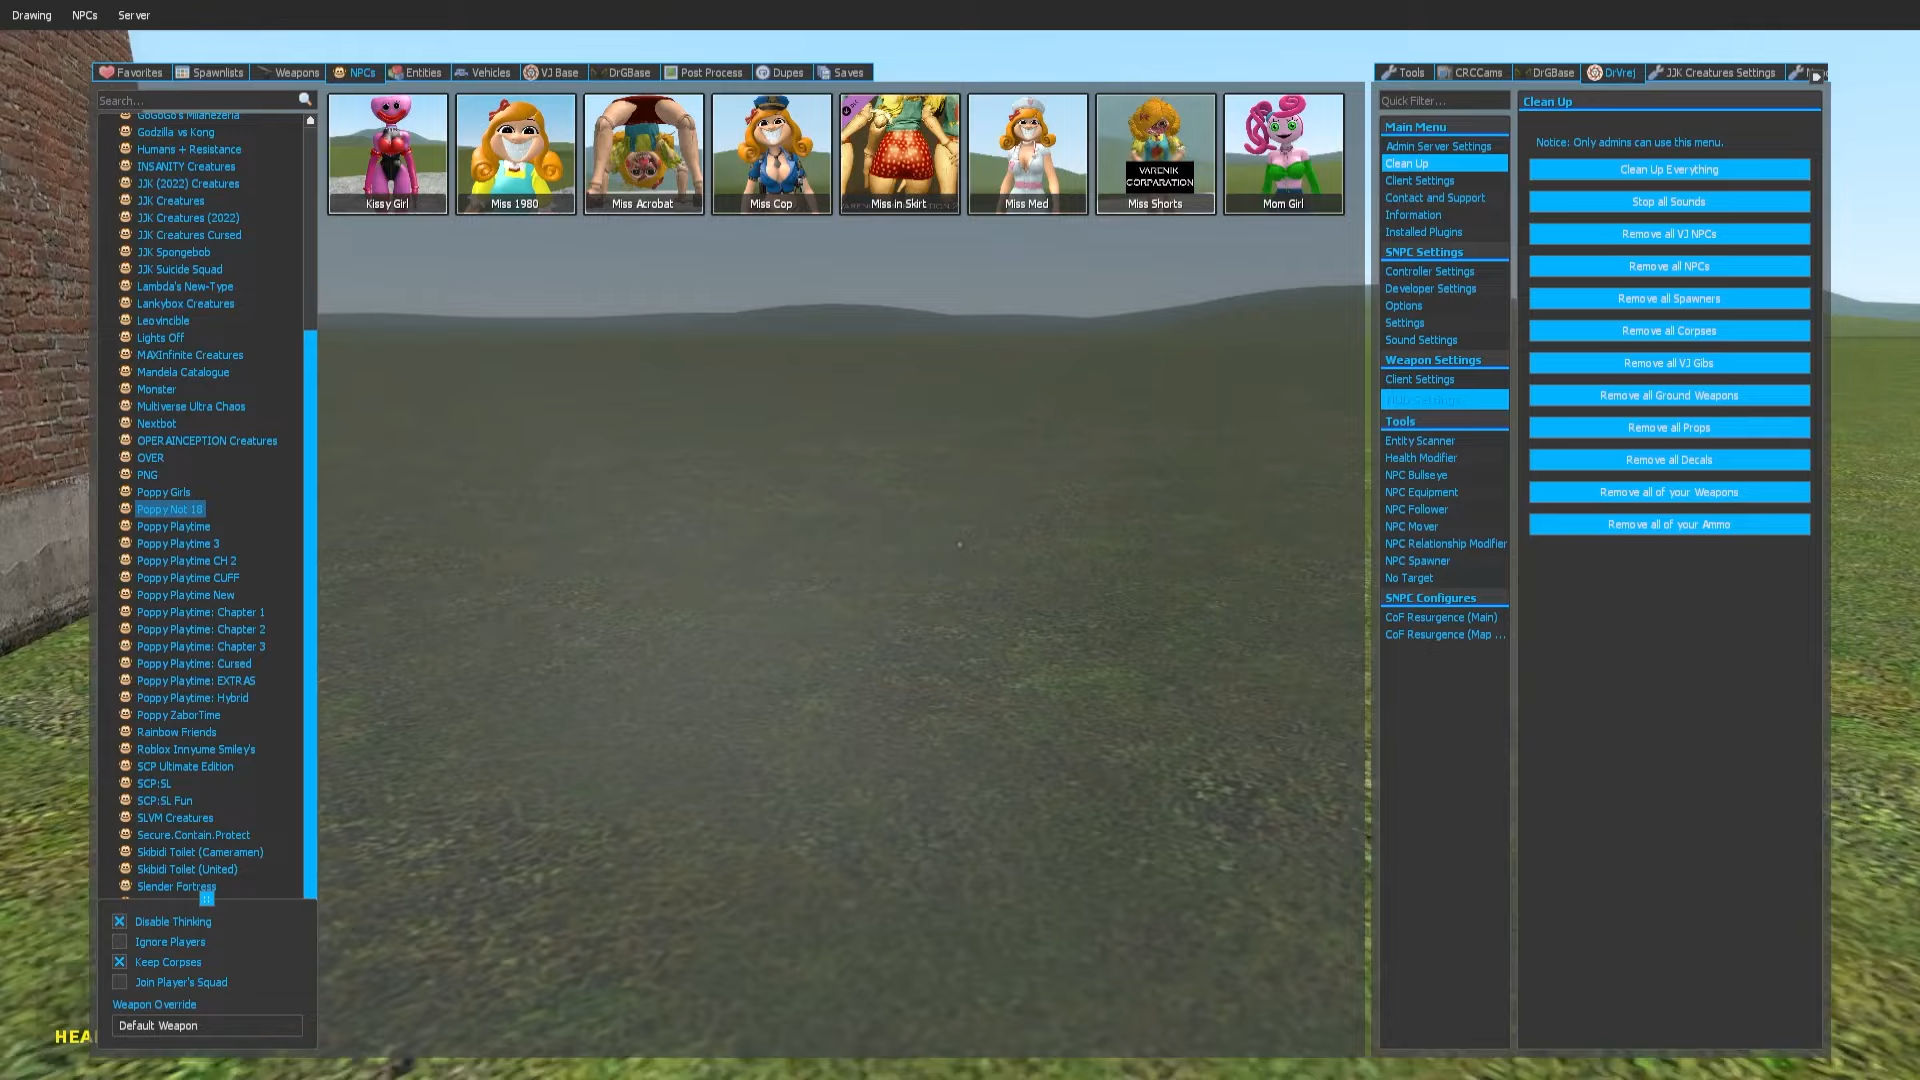 Drawing NPCs Server
Favorites Spawnlists Weapons NPCs Entities Vehicles VJ Base DrGBase Post Process Dupes Saves
Search...
GoGoGo's Milanezeria
Godzilla vs Kong
Humans + Resistance
INSANITY Creatures
JJK (2022) Creatures
JJK Creatures
JJK Creatures (2022)
JJK Creatures Cursed
JJK Spongebob
JJK Suicide Squad
Lambda's New-Type
Lankybox Creatures
Leovincible
Lights Off
MAXInfinite Creatures
Mandela Catalogue
Monster
Multiverse Ultra Chaos
Nextbot
OPERAINCEPTION Creatures
OVER
PNG
Poppy Girls
Poppy Not 18
Poppy Playtime
Poppy Playtime 3
Poppy Playtime CH 2
Poppy Playtime CUFF
Poppy Playtime New
Poppy Playtime: Chapter 1
Poppy Playtime: Chapter 2
Poppy Playtime: Chapter 3
Poppy Playtime: Cursed
Poppy Playtime: EXTRAS
Poppy Playtime: Hybrid
Poppy ZaborTime
Rainbow Friends
Roblox Innyume Smiley's
SCP Ultimate Edition
SCP:SL
SCP:SL Fun
SLVM Creatures
Secure.Contain.Protect
Skibidi Toilet (Cameramen)
Skibidi Toilet (United)
Slender Fortress
Disable Thinking
Ignore Players
Keep Corpses
Join Player's Squad
Weapon Override
Default Weapon
HEA
VARENIK
CORPARATION
Kissy Girl Miss 1980 Miss Acrobat Miss Cop Miss in Skirt Miss Med Miss Shorts Mom Girl
Tools CRCCams DrGBase DrVrej JJK Creatures Settings
Quick Filter...
Main Menu
Admin Server Settings
Clean Up
Client Settings
Contact and Support
Information
Installed Plugins
SNPC Settings
Controller Settings
Developer Settings
Options
Settings
Sound Settings
Weapon Settings
Client Settings
Tools
Entity Scanner
Health Modifier
NPC Bullseye
NPC Equipment
NPC Follower
NPC Mover
NPC Relationship Modifier
NPC Spawner
No Target
SNPC Configures
CoF Resurgence (Main)
CoF Resurgence (Map ...
Clean Up
Notice: Only admins can use this menu.
Clean Up Everything
Stop all Sounds
Remove all VJ NPCs
Remove all NPCs
Remove all Spawners
Remove all Corpses
Remove all VJ Gibs
Remove all Ground Weapons
Remove all Props
Remove all Decals
Remove all of your Weapons
Remove all of your Ammo